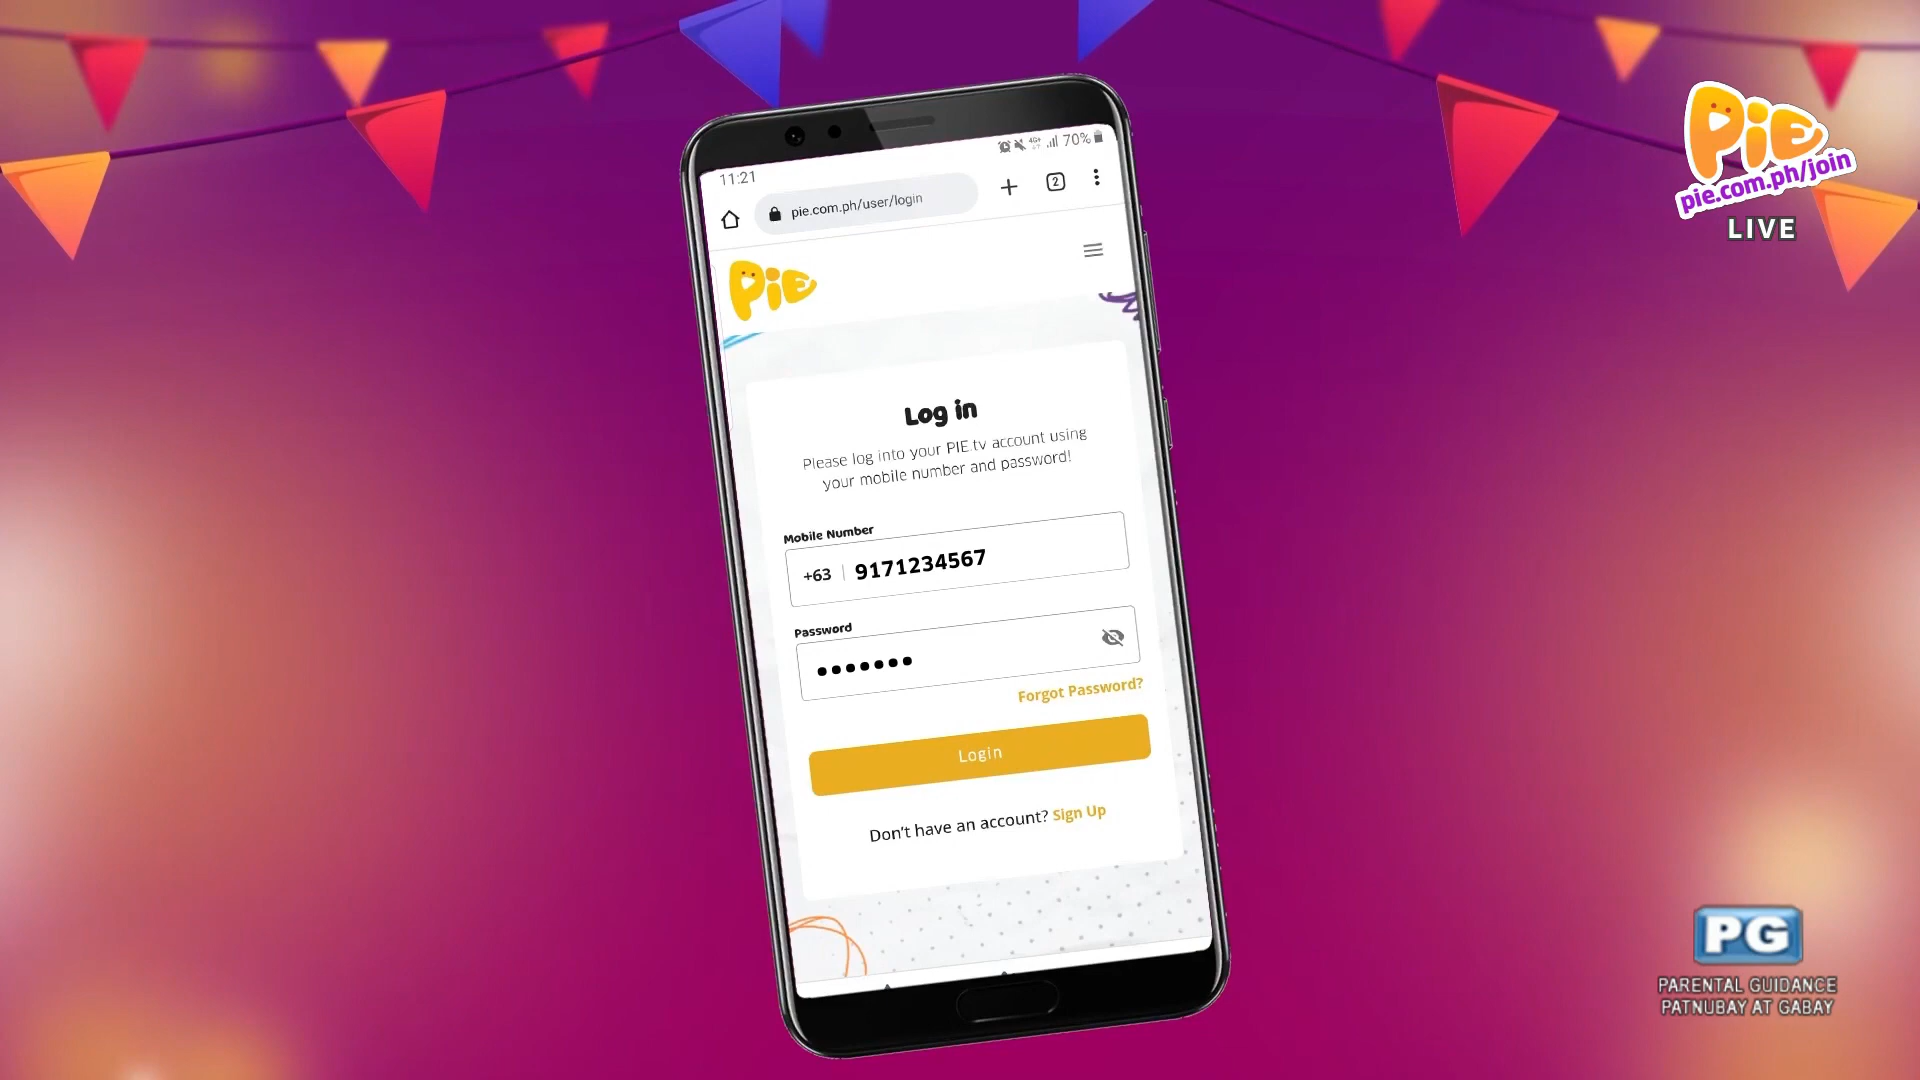 11:21
4G+ 70%
pie.com.ph/user/login
2
PiE
Log in
Please log into your PIE.tv account using
your mobile number and password!
Mobile Number
+63 9171234567
Password
Forgot Password?
Login
Don't have an account? Sign Up
PiE
pie.com.ph/join
LIVE
PG
PARENTAL GUIDANCE
PATNUBAY AT GABAY